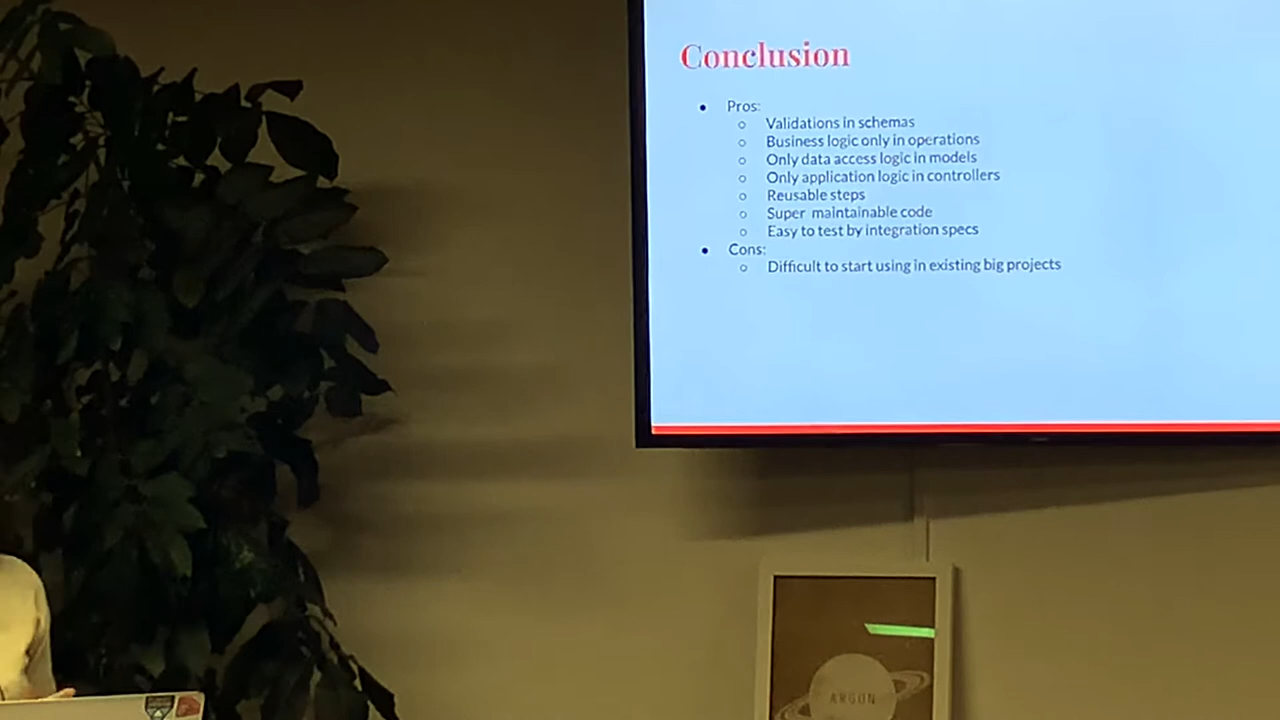 Conclusion
Pros:
Validations in schemas
Business logic only in operations
Only data access logic in models
Only application logic in controllers
Reusable steps
Super maintainable code
Easy to test by integration specs
Cons:
Difficult to start using in existing big projects
ARGON